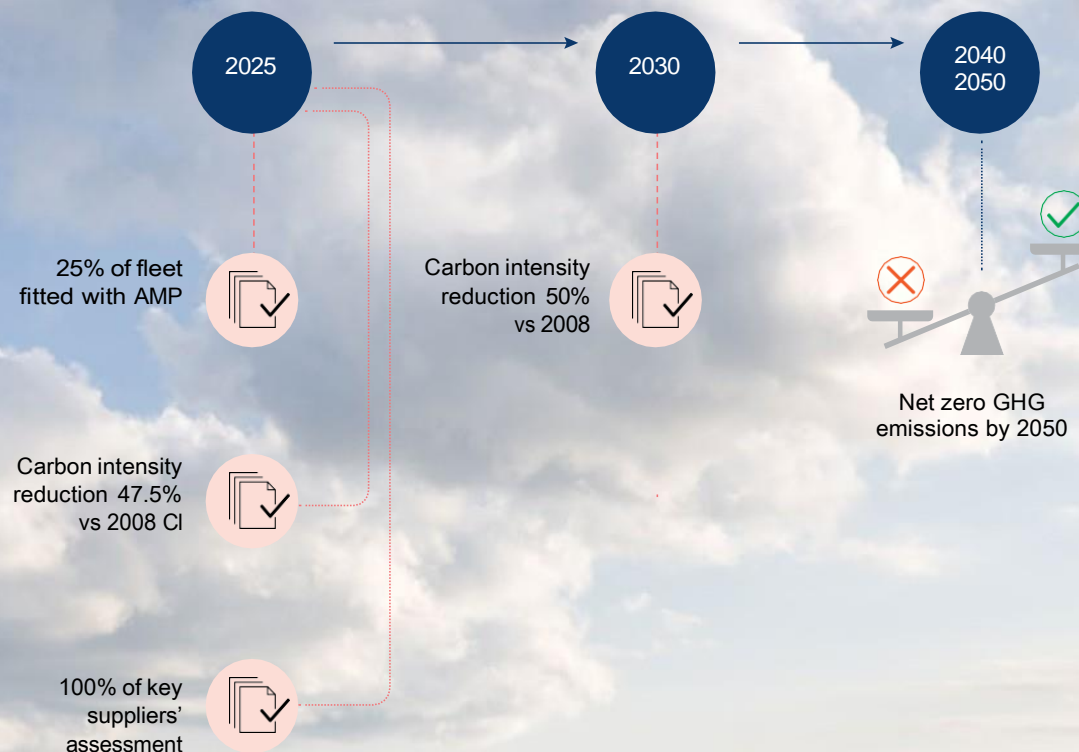 2025
2030
2040
2050
25% of fleet
fitted with AMP
Carbon intensity
reduction 50%
vs 2008
Net zero GHG
emissions by 2050
Carbon intensity
reduction 47.5%
vs 2008 CI
100% of key
suppliers’
assessment